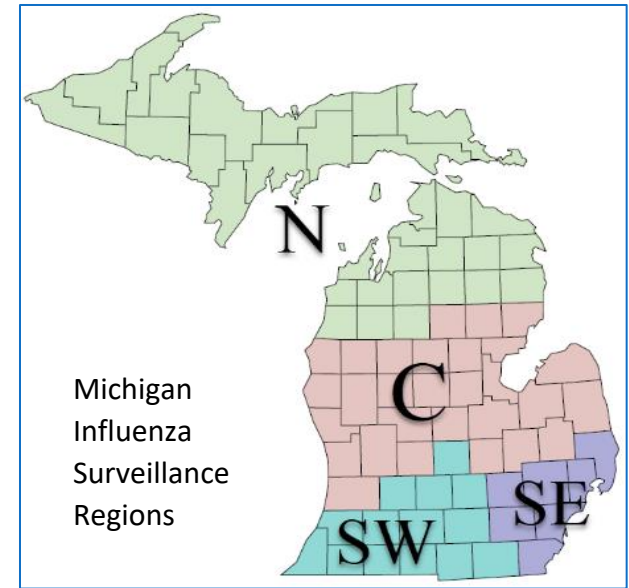 N
C
Michigan
Influenza
Surveillance
Regions
SE
SW